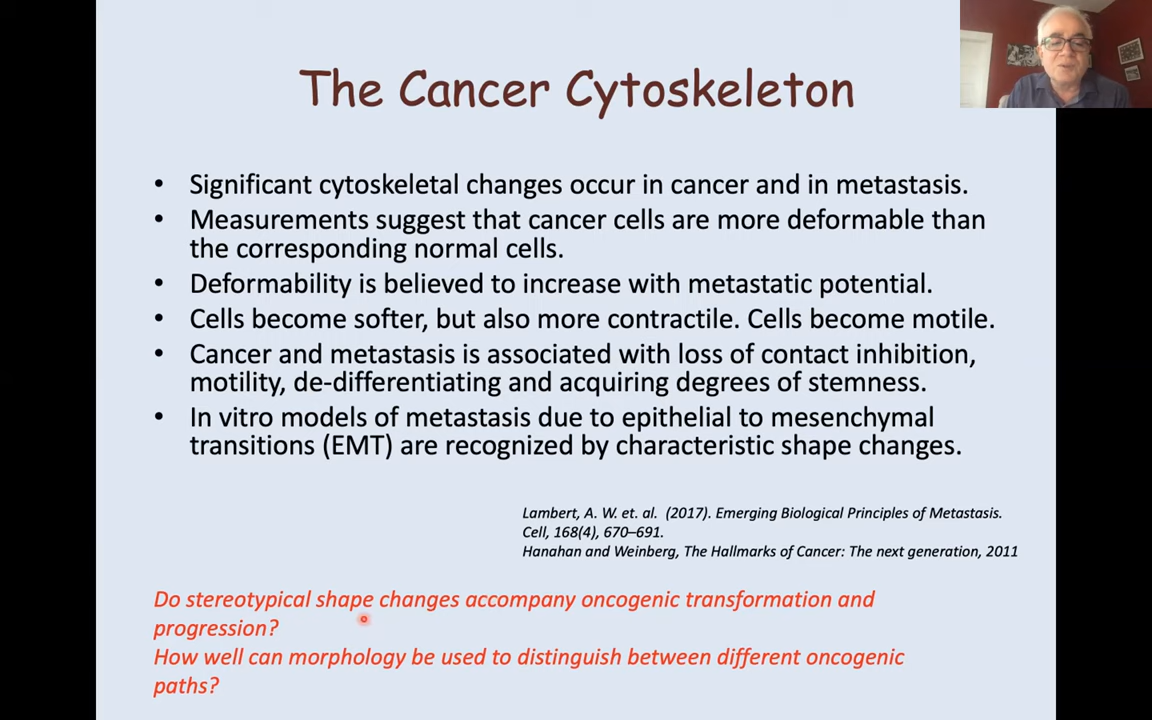 The Cancer Cytoskeleton
• Significant cytoskeletal changes occur in cancer and in metastasis.
• Measurements suggest that cancer cells are more deformable than
the corresponding normal cells.
• Deformability is believed to increase with metastatic potential.
• Cells become softer, but also more contractile. Cells become motile.
• Cancer and metastasis is associated with loss of contact inhibition,
motility, de-differentiating and acquiring degrees of stemness.
• In vitro models of metastasis due to epithelial to mesenchymal
transitions (EMT) are recognized by characteristic shape changes.
Lambert, A. W. et. al. (2017). Emerging Biological Principles of Metastasis.
Cell, 168(4), 670–691.
Hanahan and Weinberg, The Hallmarks of Cancer: The next generation, 2011
Do stereotypical shape changes accompany oncogenic transformation and
progression?
How well can morphology be used to distinguish between different oncogenic
paths?